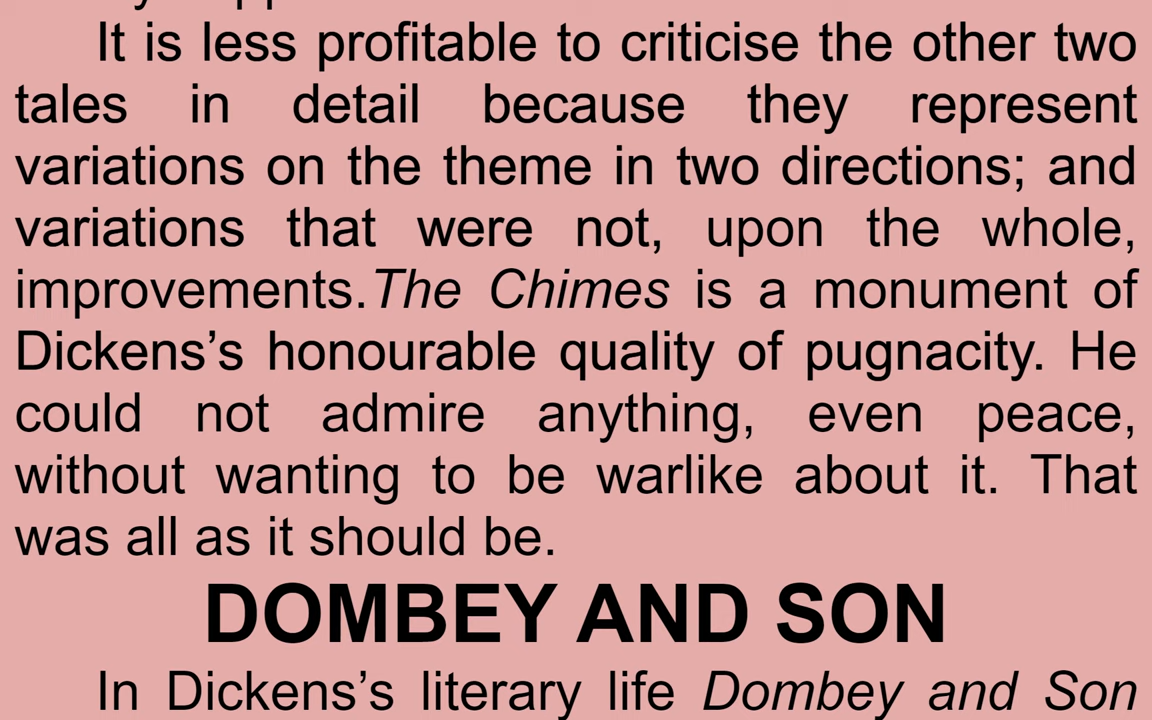 It is less profitable to criticise the other two
tales in detail because they represent
variations on the theme in two directions; and
variations that were not, upon the whole,
improvements.The Chimes is a monument of
Dickens’s honourable quality of pugnacity. He
could not admire anything, even peace,
without wanting to be warlike about it. That
was all as it should be.
DOMBEY AND SON
In Dickens’s literary life Dombey and Son